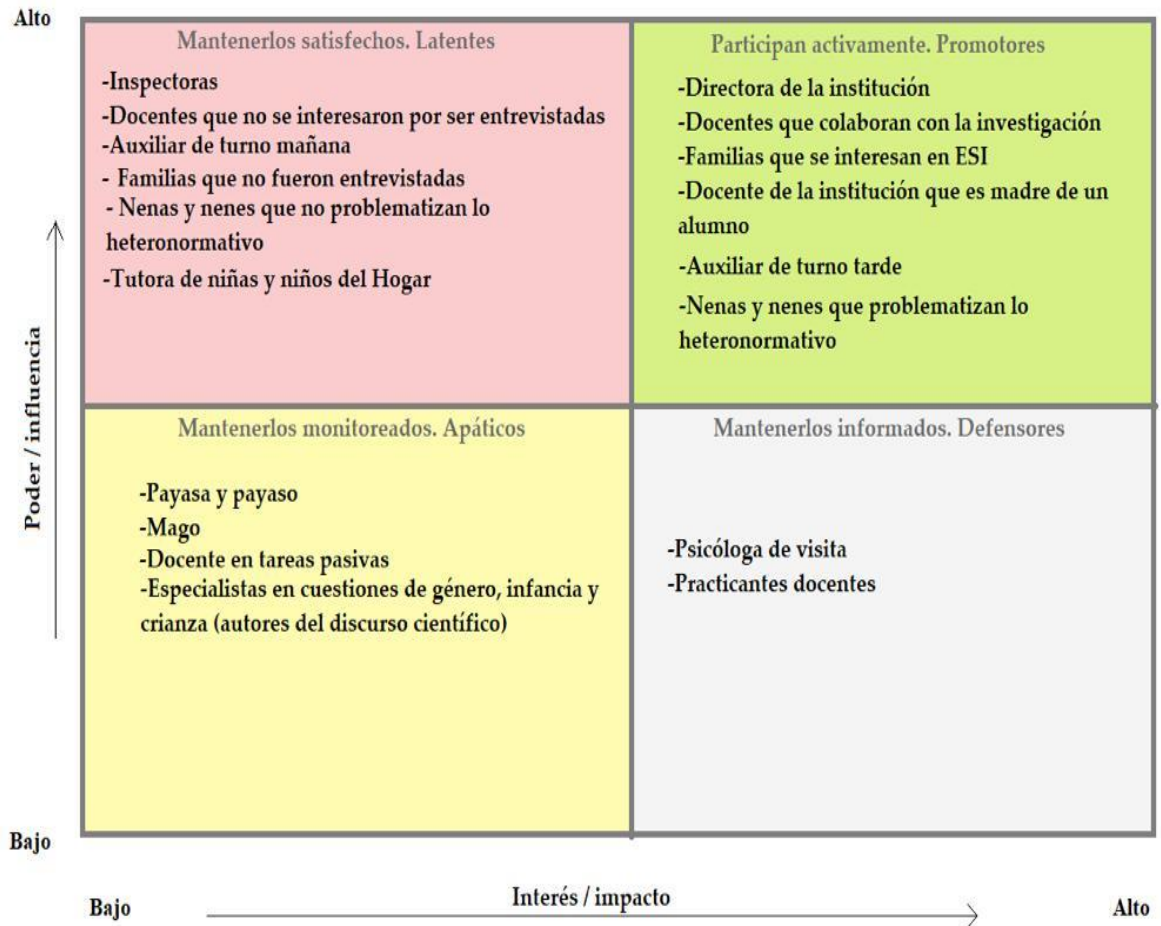 Alto
Mantenerlos satisfechos. Latentes
-Inspectoras
-Docentes que no se interesaron por ser entrevistadas
-Auxiliar de turno mañana
- Familias que no fueron entrevistadas
- Nenas y nenes que no problematizan lo
heteronormativo
-Tutora de niñas y niños del Hogar
Participan activamente. Promotores
-Directora de la institución
-Docentes que colaboran con la investigación
-Familias que se interesan en ESI
-Docente de la institución que es madre de un
alumno
-Auxiliar de turno tarde
-Nenas y nenes que problematizan lo
heteronormativo
Poder / influencia
Mantenerlos monitoreados. Apáticos
-Payasa y payaso
-Mago
-Docente en tareas pasivas
-Especialistas en cuestiones de género, infancia y
crianza (autores del discurso científico)
Mantenerlos informados. Defensores
-Psicóloga de visita
-Practicantes docentes
Bajo
Bajo
Interés / impacto
Alto